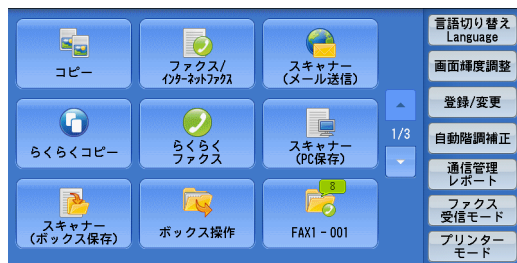 コピー
ファクス/
インターネットファクス
スキャナー
(メール送信)
らくらくコピー
らくらく
ファクス
スキャナー
(PC保存)
スキャナー
(ボックス保存)
ボックス操作
8
FAX1 - 001
1/3
言語切り替え
Language
画面輝度調整
登録/変更
自動階調補正
通信管理
レポート
ファクス
受信モード
プリンター
モード